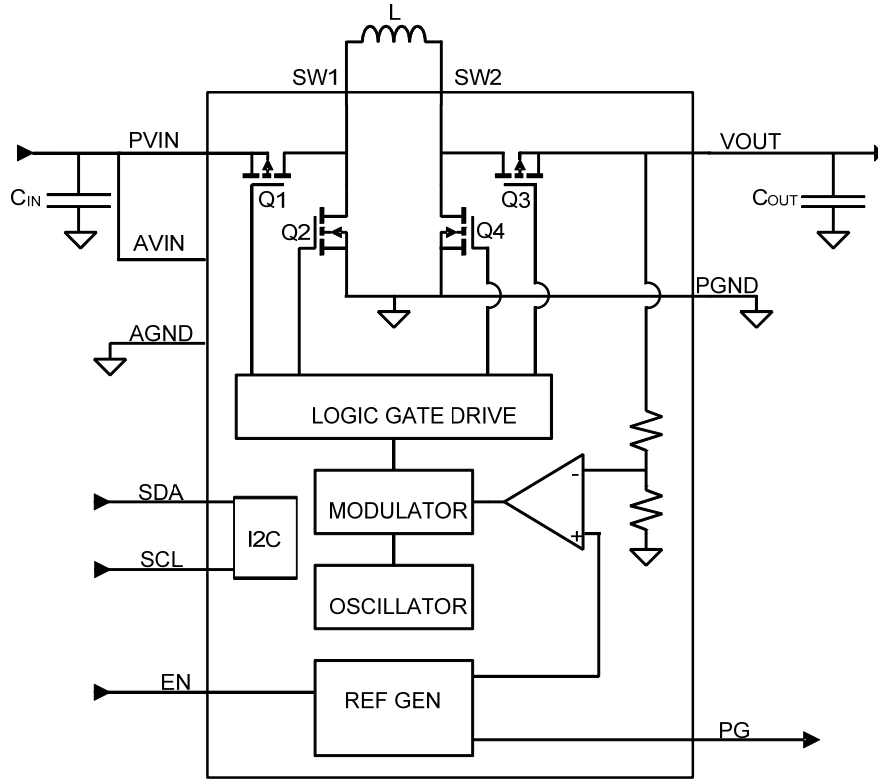 L
SW1
SW2
PVIN
VOUT
CIN
Q1
Q3
COUT
Q2
Q4
AVIN
PGND
AGND
LOGIC GATE DRIVE
SDA
-
MODULATOR
I2C
+
SCL
OSCILLATOR
EN
REF GEN
PG